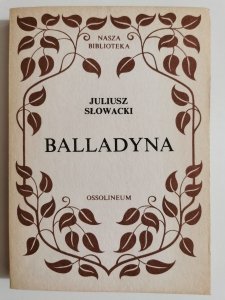 NASZA
BIBLIOTEKA
JULIUSZ
SŁOWACKI
BALLADYNA
OSSOLINEUM